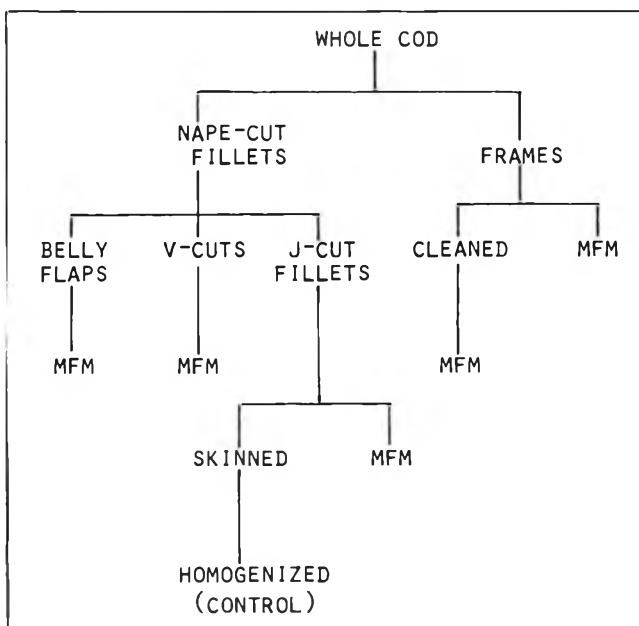 WHOLE COD
NAPE-CUT
FILLETS
FRAMES
BELLY
FLAPS
V-CUTS
J-CUT
FILLETS
CLEANED
MFM
MFM
MFM
MFM
SKINNED
MFM
HOMOGENIZED
(CONTROL)